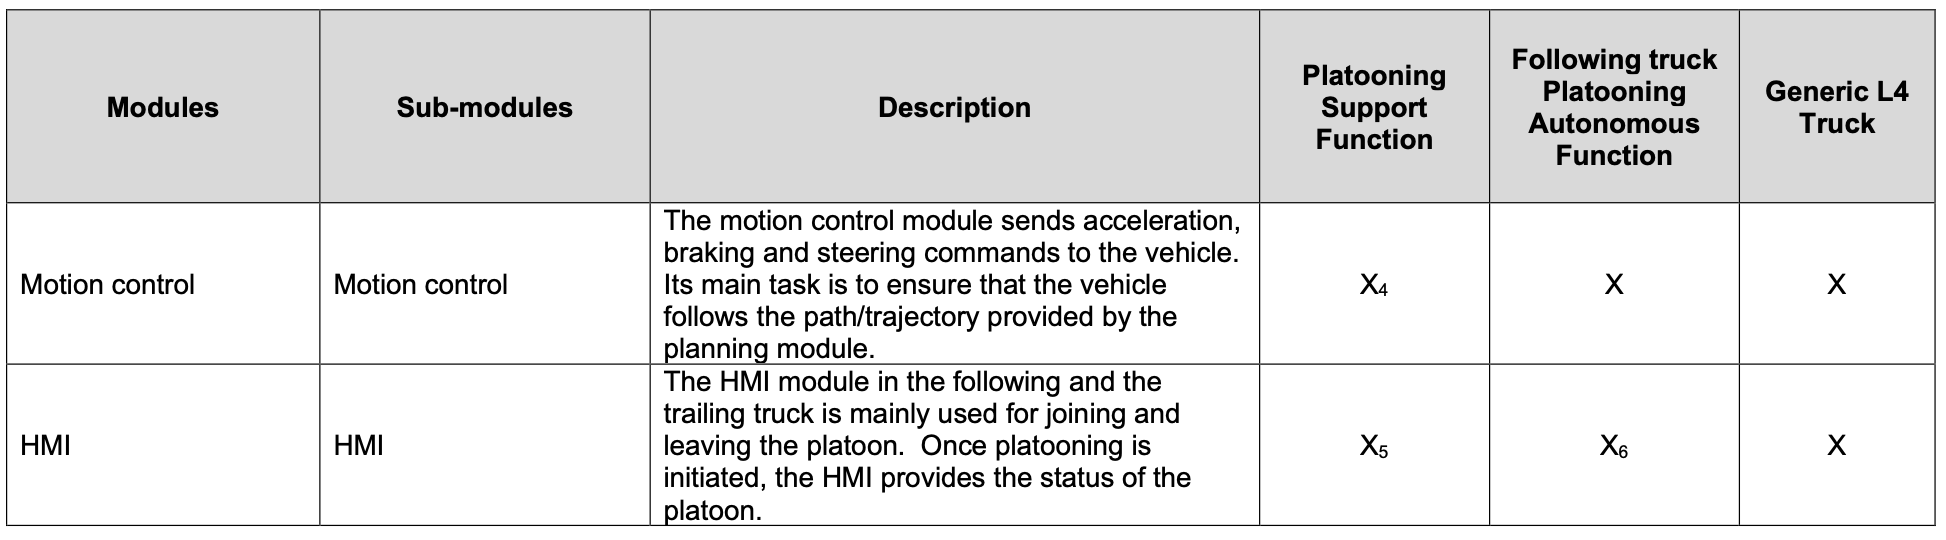 Modules
Sub-modules
Description
Platooning
Support
Function
Following truck
Platooning
Autonomous
Function
Generic L4
Truck
Motion control
Motion control
The motion control module sends acceleration,
braking and steering commands to the vehicle.
Its main task is to ensure that the vehicle
follows the path/trajectory provided by the
planning module.
X₄
X
X
HMI
HMI
The HMI module in the following and the
trailing truck is mainly used for joining and
leaving the platoon.  Once platooning is
initiated, the HMI provides the status of the
platoon.
X₅
X₆
X